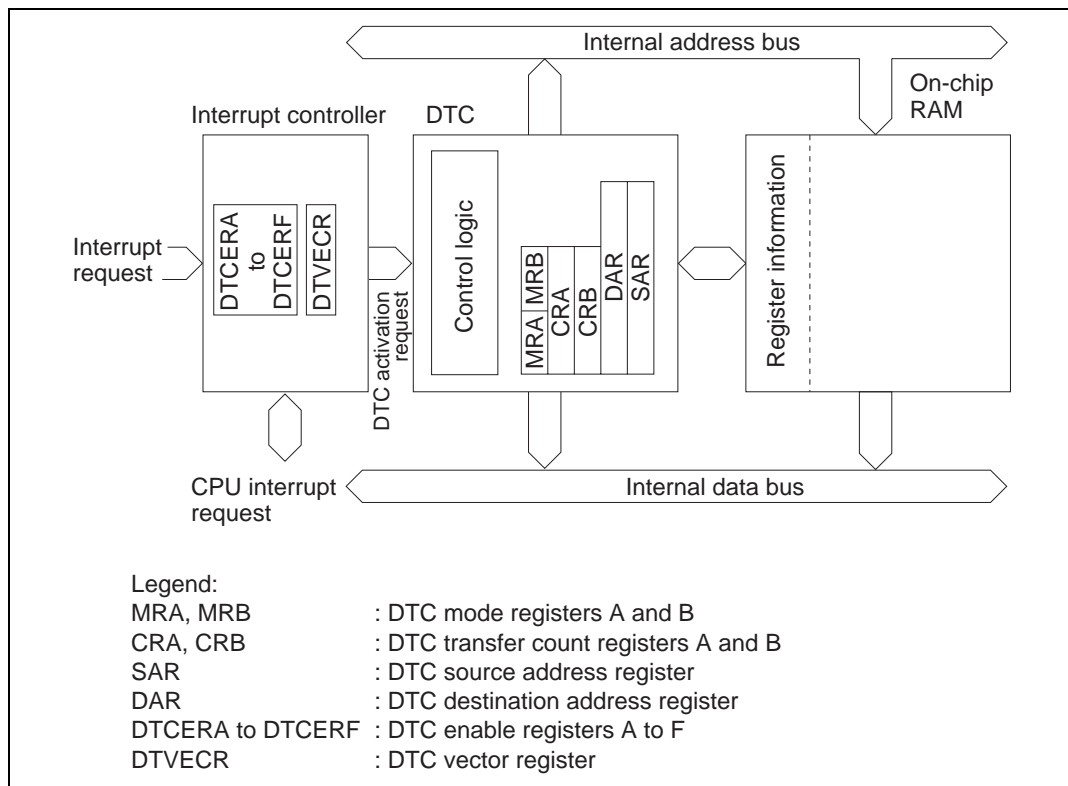 Internal address bus
On-chip
RAM
Interrupt controller
DTC
Interrupt
request
DTCERA
to
DTCERF
DTVECR
DTC activation
request
Control logic
MRA
MRB
CRA
CRB
DAR
SAR
Register information
CPU interrupt
request
Internal data bus
Legend:
MRA, MRB : DTC mode registers A and B
CRA, CRB : DTC transfer count registers A and B
SAR : DTC source address register
DAR : DTC destination address register
DTCERA to DTCERF : DTC enable registers A to F
DTVECR : DTC vector register